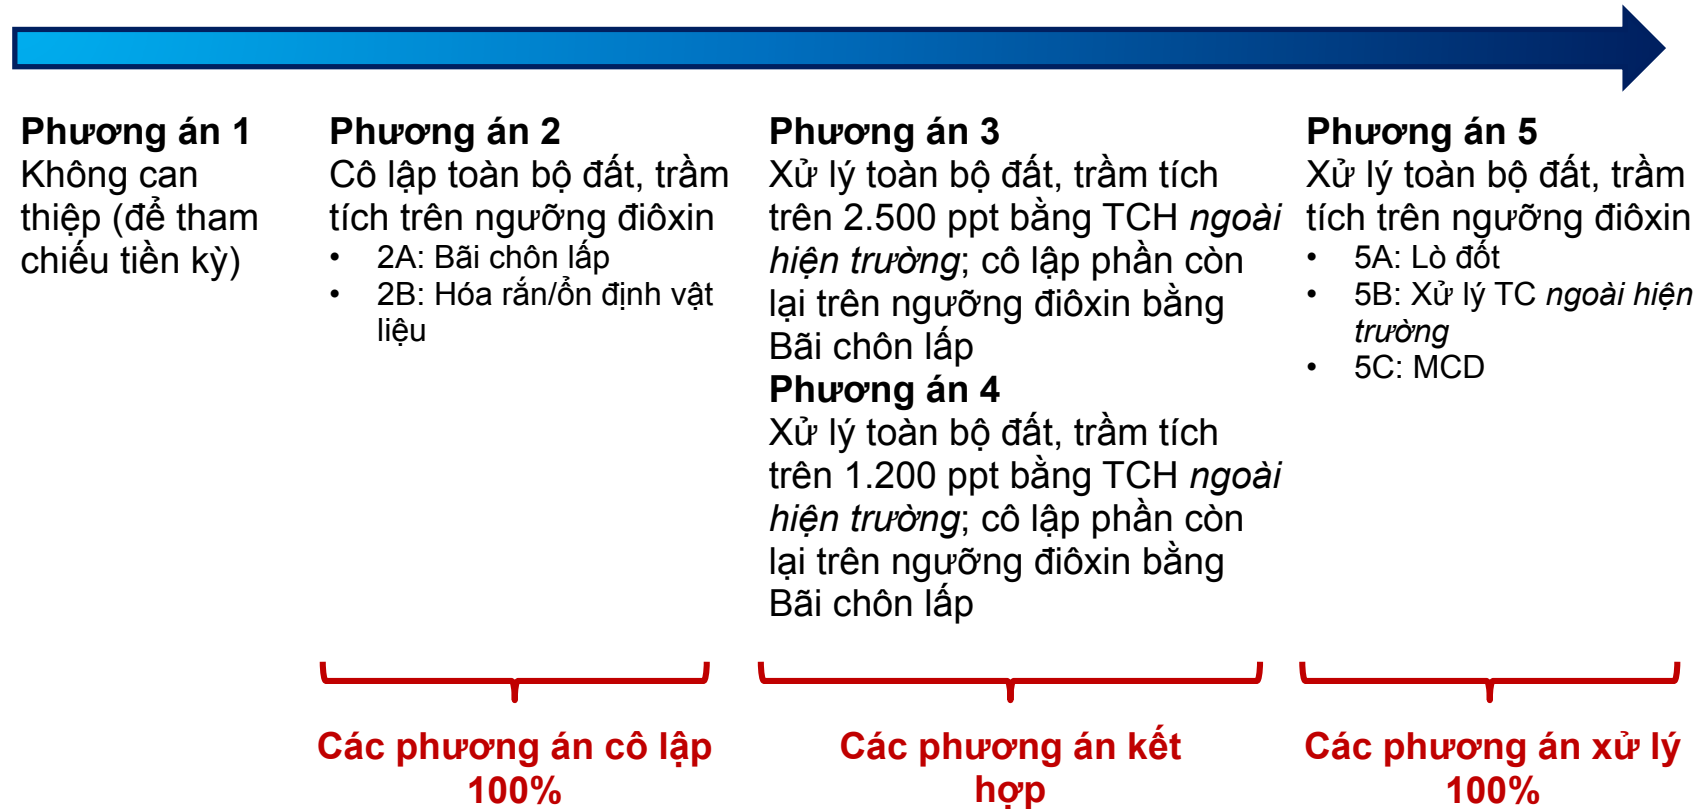 Phương án 1
Không can
thiệp (để tham
chiếu tiền kỳ)
Phương án 2
Cô lập toàn bộ đất, trầm
tích trên ngưỡng điôxin
• 2A: Bãi chôn lấp
• 2B: Hóa rắn/ổn định vật
liệu
Phương án 3
Xử lý toàn bộ đất, trầm tích
trên 2.500 ppt bằng TCH ngoài
hiện trường; cô lập phần còn
lại trên ngưỡng điôxin bằng
Bãi chôn lấp
Phương án 4
Xử lý toàn bộ đất, trầm tích
trên 1.200 ppt bằng TCH ngoài
hiện trường; cô lập phần còn
lại trên ngưỡng điôxin bằng
Bãi chôn lấp
Phương án 5
Xử lý toàn bộ đất, trầm
tích trên ngưỡng điôxin
• 5A: Lò đốt
• 5B: Xử lý TC ngoài hiện
trường
• 5C: MCD
Các phương án cô lập
100%
Các phương án kết
hợp
Các phương án xử lý
100%